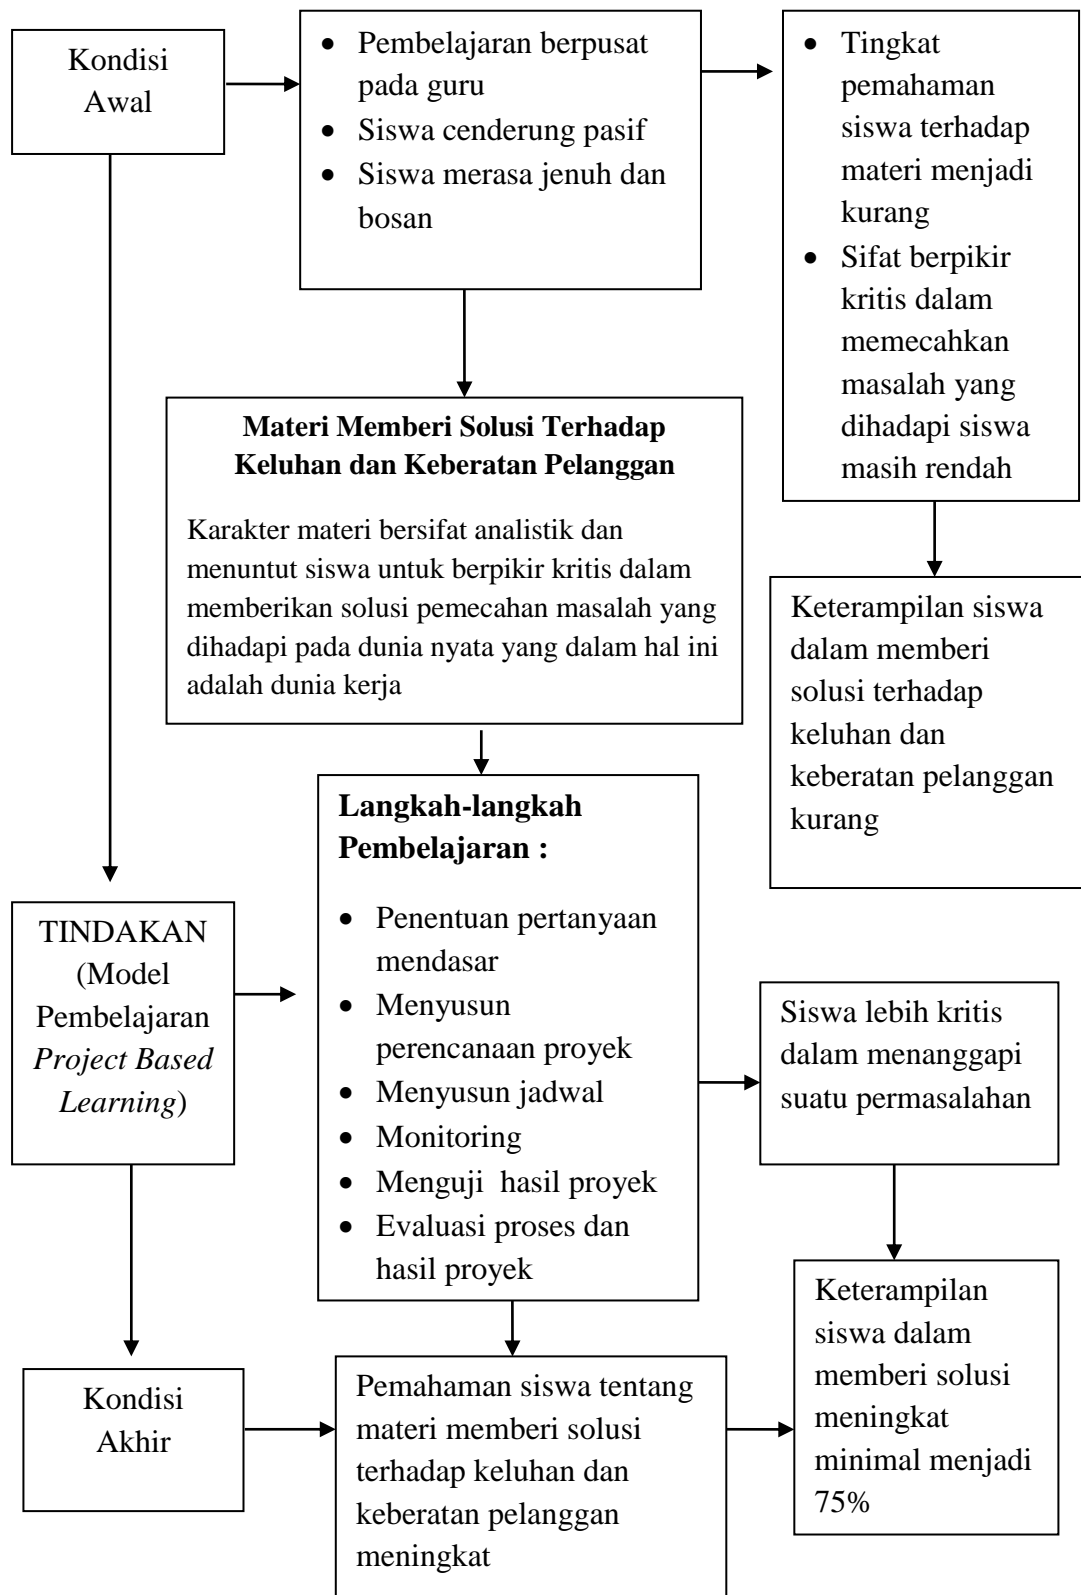 Kondisi
Awal
• Pembelajaran berpusat
pada guru
• Siswa cenderung pasif
• Siswa merasa jenuh dan
bosan
• Tingkat
pemahaman
siswa terhadap
materi menjadi
kurang
• Sifat berpikir
kritis dalam
memecahkan
masalah yang
dihadapi siswa
masih rendah
Materi Memberi Solusi Terhadap
Keluhan dan Keberatan Pelanggan
Karakter materi bersifat analistik dan
menuntut siswa untuk berpikir kritis dalam
memberikan solusi pemecahan masalah yang
dihadapi pada dunia nyata yang dalam hal ini
adalah dunia kerja
Keterampilan siswa
dalam memberi
solusi terhadap
keluhan dan
keberatan pelanggan
kurang
TINDAKAN
(Model
Pembelajaran
Project Based
Learning)
Langkah-langkah
Pembelajaran :
• Penentuan pertanyaan
mendasar
• Menyusun
perencanaan proyek
• Menyusun jadwal
• Monitoring
• Menguji  hasil proyek
• Evaluasi proses dan
hasil proyek
Siswa lebih kritis
dalam menanggapi
suatu permasalahan
Kondisi
Akhir
Pemahaman siswa tentang
materi memberi solusi
terhadap keluhan dan
keberatan pelanggan
meningkat
Keterampilan
siswa dalam
memberi solusi
meningkat
minimal menjadi
75%